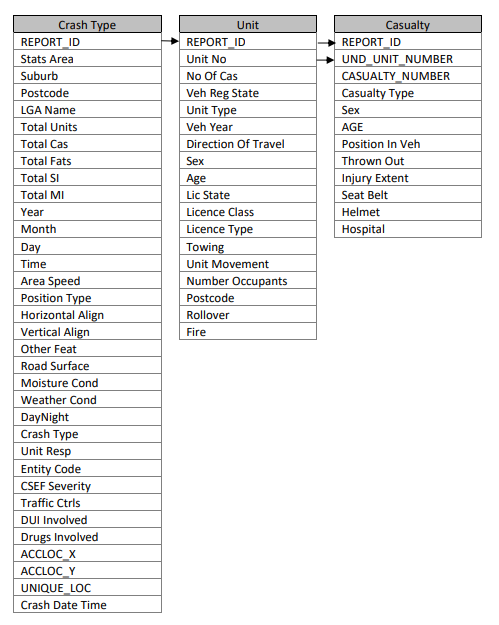 Crash Type
REPORT_ID
Stats Area
Suburb
Postcode
LGA Name
Total Units
Total Cas
Total Fats
Total SI
Total MI
Year
Month
Day
Time
Area Speed
Position Type
Horizontal Align
Vertical Align
Other Feat
Road Surface
Moisture Cond
Weather Cond
DayNight
Crash Type
Unit Resp
Entity Code
CSEF Severity
Traffic Ctrls
DUI Involved
Drugs Involved
ACCLOC_X
ACCLOC_Y
UNIQUE_LOC
Crash Date Time
Unit
REPORT_ID
Unit No
No Of Cas
Veh Reg State
Unit Type
Veh Year
Direction Of Travel
Sex
Age
Lic State
Licence Class
Licence Type
Towing
Unit Movement
Number Occupants
Postcode
Rollover
Fire
Casualty
REPORT_ID
UND_UNIT_NUMBER
CASUALTY_NUMBER
Casualty Type
Sex
AGE
Position In Veh
Thrown Out
Injury Extent
Seat Belt
Helmet
Hospital